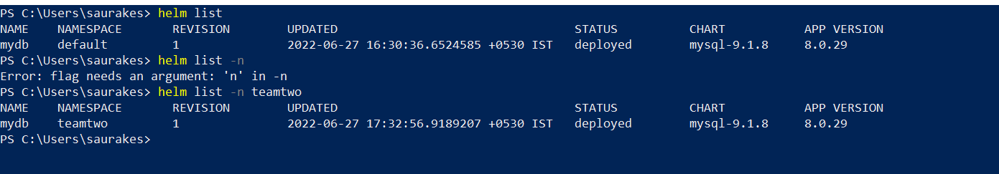 PS C:\Users\saurakes> helm list
NAME    NAMESPACE       REVISION        UPDATED                                 STATUS          CHART           APP VERSION
mydb    default         1               2022-06-27 16:30:36.6524585 +0530 IST   deployed        mysql-9.1.8     8.0.29
PS C:\Users\saurakes> helm list -n
Error: flag needs an argument: 'n' in -n
PS C:\Users\saurakes> helm list -n teamtwo
NAME    NAMESPACE       REVISION        UPDATED                                 STATUS          CHART           APP VERSION
mydb    teamtwo         1               2022-06-27 17:32:56.9189207 +0530 IST   deployed        mysql-9.1.8     8.0.29
PS C:\Users\saurakes>